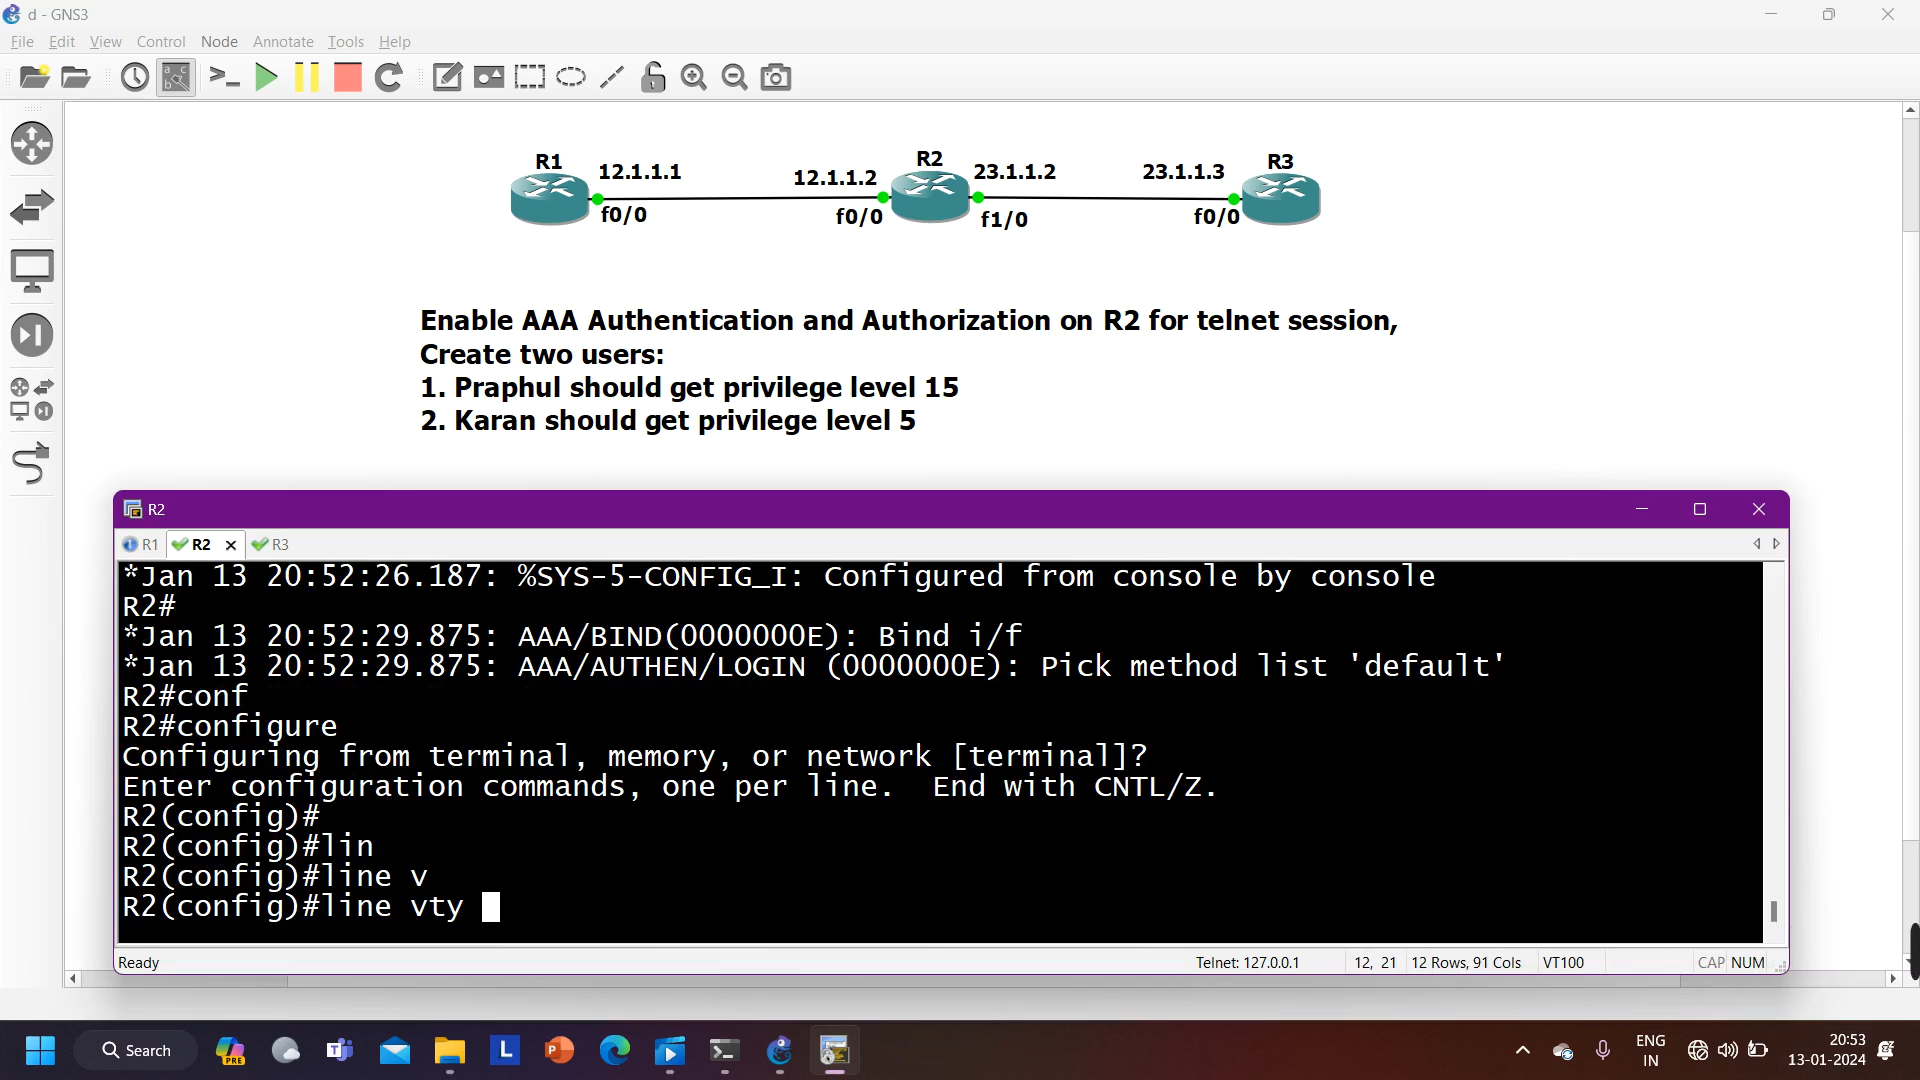 d - GNS3
File Edit View Control Node Annotate Tools Help
R1 12.1.1.1 12.1.1.2 R2 23.1.1.2 23.1.1.3 R3
f0/0 f0/0 f1/0 f0/0
Enable AAA Authentication and Authorization on R2 for telnet session,
Create two users:
1. Praphul should get privilege level 15
2. Karan should get privilege level 5
R2
R1 R2 R3
*Jan 13 20:52:26.187: %SYS-5-CONFIG_I: Configured from console by console
R2#
*Jan 13 20:52:29.875: AAA/BIND(0000000E): Bind i/f
*Jan 13 20:52:29.875: AAA/AUTHEN/LOGIN (0000000E): Pick method list 'default'
R2#conf
R2#configure
Configuring from terminal, memory, or network [terminal]?
Enter configuration commands, one per line.  End with CNTL/Z.
R2(config)#
R2(config)#lin
R2(config)#line v
R2(config)#line vty
Ready Telnet: 127.0.0.1 12, 21 12 Rows, 91 Cols VT100 CAP NUM
Search PRE L P ENG 20:53
IN 13-01-2024